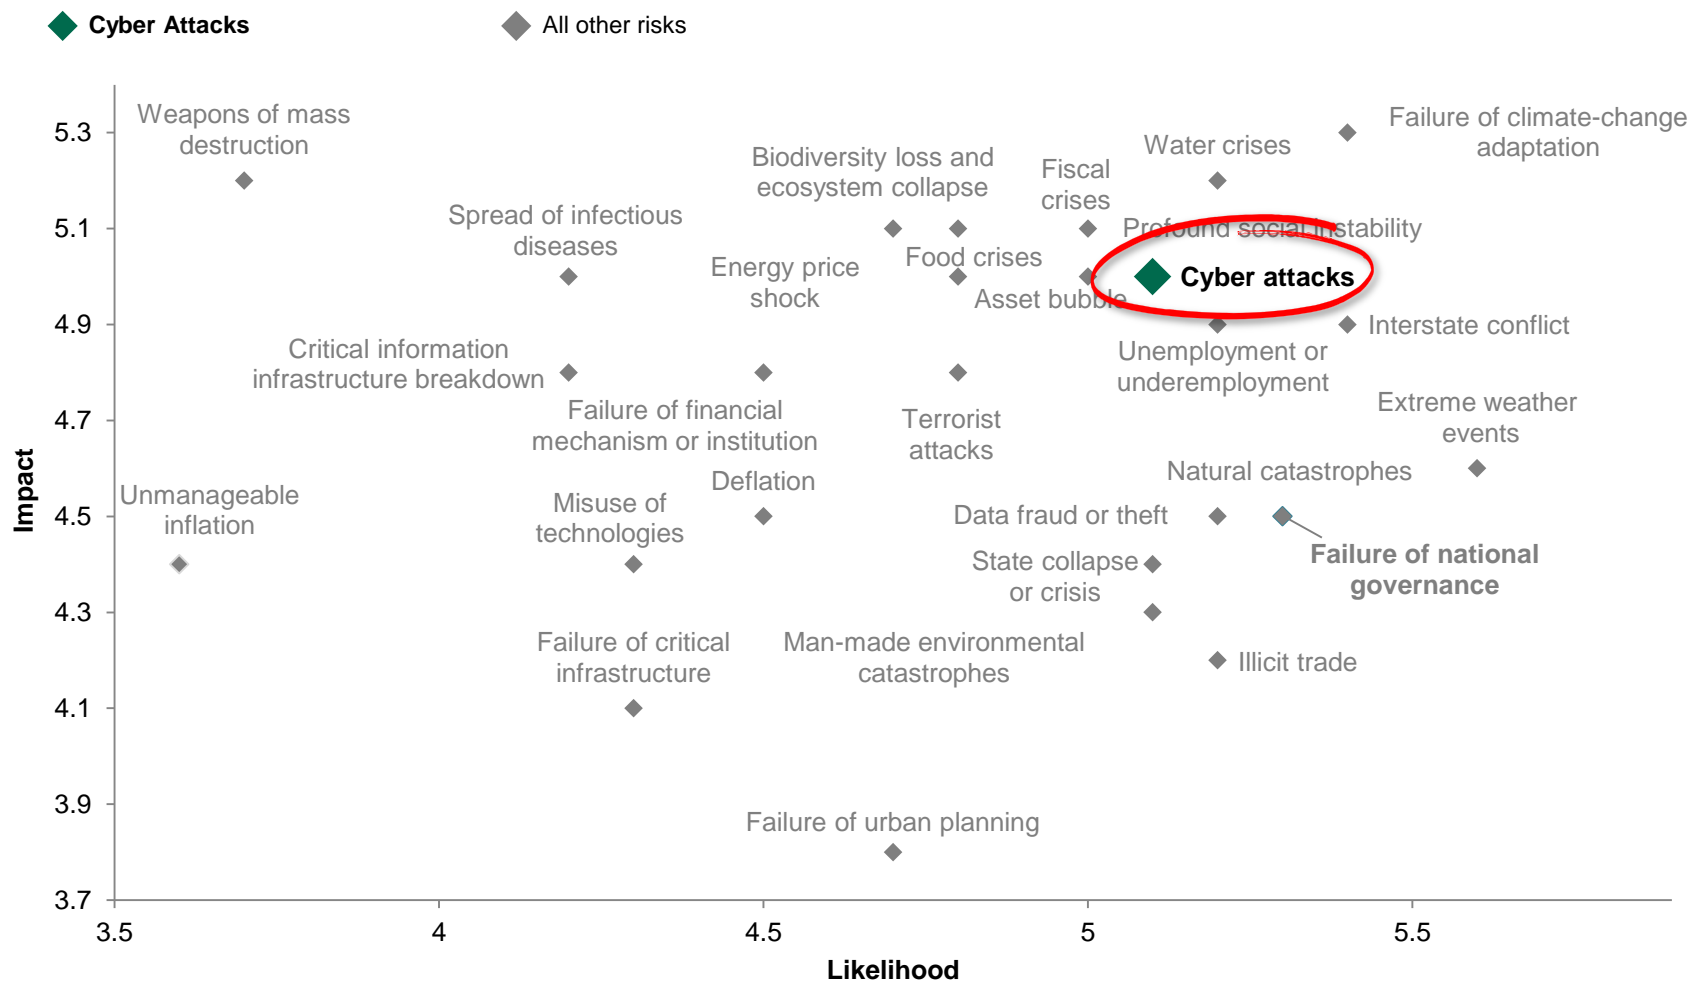 Cyber Attacks
All other risks
Weapons of mass
destruction
Failure of climate-change
adaptation
Water crises
Biodiversity loss and
ecosystem collapse
Fiscal
crises
Spread of infectious
diseases
Profound social instability
Energy price
shock
Food crises
Asset bubble
Cyber attacks
Interstate conflict
Critical information
infrastructure breakdown
Unemployment or
underemployment
Failure of financial
mechanism or institution
Terrorist
attacks
Extreme weather
events
Deflation
Natural catastrophes
Unmanageable
inflation
Misuse of
technologies
Data fraud or theft
Failure of national
governance
State collapse
or crisis
Failure of critical
infrastructure
Man-made environmental
catastrophes
Illicit trade
Failure of urban planning
Impact
5.3
5.1
4.9
4.7
4.5
4.3
4.1
3.9
3.7
3.5
4
4.5
5
5.5
Likelihood